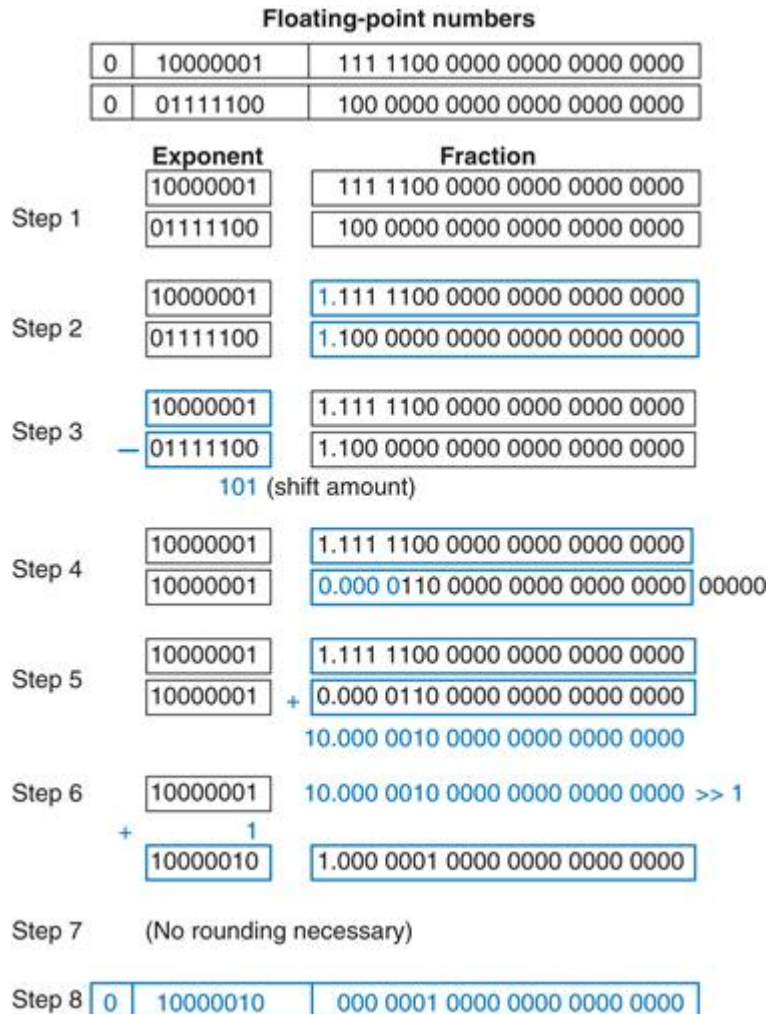 Floating-point numbers
0 10000001 111 1100 0000 0000 0000 0000
0 01111100 100 0000 0000 0000 0000 0000
Exponent Fraction
10000001 111 1100 0000 0000 0000 0000
Step 1
01111100 100 0000 0000 0000 0000 0000
10000001 1.111 1100 0000 0000 0000 0000
Step 2
01111100 1.100 0000 0000 0000 0000 0000
10000001 1.111 1100 0000 0000 0000 0000
Step 3
— 01111100 1.100 0000 0000 0000 0000 0000
101 (shift amount)
10000001 1.111 1100 0000 0000 0000 0000
Step 4
10000001 0.000 0110 0000 0000 0000 0000 00000
10000001 1.111 1100 0000 0000 0000 0000
Step 5
10000001 + 0.000 0110 0000 0000 0000 0000
10.000 0010 0000 0000 0000 0000
Step 6 10000001 10.000 0010 0000 0000 0000 0000 >> 1
+ 1
10000010 1.000 0001 0000 0000 0000 0000
Step 7 (No rounding necessary)
Step 8 0 10000010 000 0001 0000 0000 0000 0000